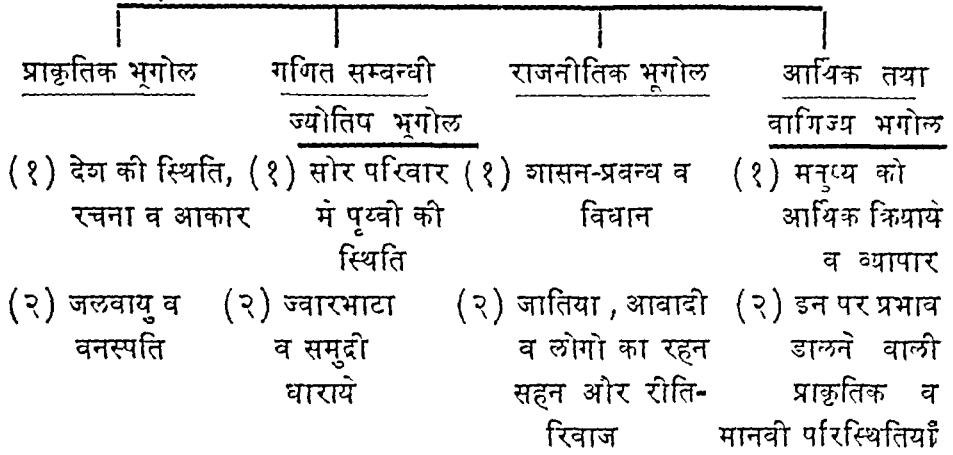 प्राकृतिक भूगोल
(१) देश की स्थिति,
रचना व आकार
(२) जलवायु व
वनस्पति
गणित सम्बन्धी
ज्योतिष भूगोल
(१) सोर परिवार
मे पृथ्वी की
स्थिति
(२) ज्वारभाटा
व समुद्री
धाराये
राजनीतिक भूगोल
(१) शासन-प्रबन्ध व
विधान
(२) जातिया, आबादी
व लोगो का रहन
सहन और रीति-
रिवाज
आर्थिक तथा
वाणिज्य भगोल
(१) मनुष्य को
आर्थिक क्रियाये
व व्यापार
(२) इन पर प्रभाव
डालने वाली
प्राकृतिक व
मानवी परिस्थितियाँ